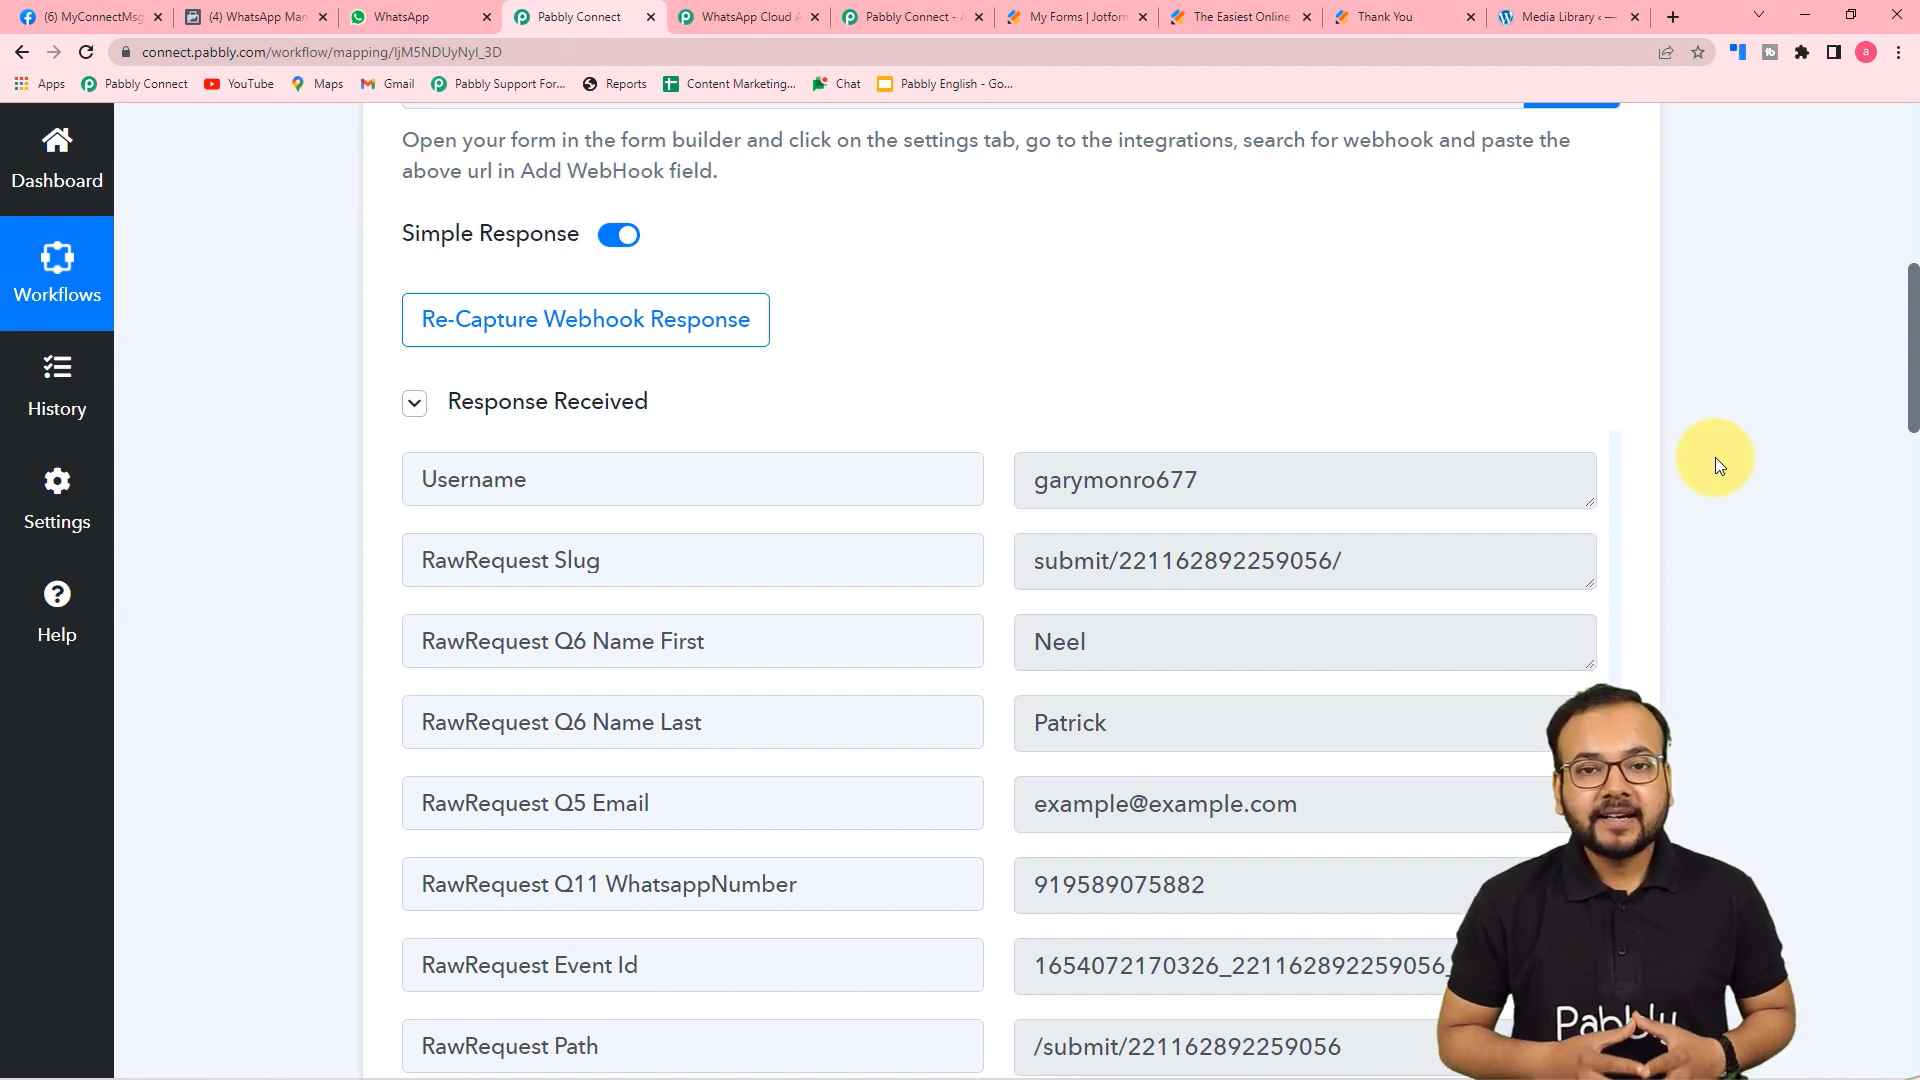 (6) MyConnectMsg
(4) WhatsApp Man
WhatsApp
Pabbly Connect
WhatsApp Cloud A
Pabbly Connect - A
My Forms | Jotform
The Easiest Online
Thank You
Media Library ‹ —
connect.pabbly.com/workflow/mapping/IjM5NDUyNyI_3D
a
Apps
Pabbly Connect
YouTube
Maps
Gmail
Pabbly Support For...
Reports
Content Marketing...
Chat
Pabbly English - Go...
Dashboard
Workflows
History
Settings
Help
Open your form in the form builder and click on the settings tab, go to the integrations, search for webhook and paste the
above url in Add WebHook field.
Simple Response
Re-Capture Webhook Response
Response Received
Username
garymonro677
RawRequest Slug
submit/221162892259056/
RawRequest Q6 Name First
Neel
RawRequest Q6 Name Last
Patrick
RawRequest Q5 Email
example@example.com
RawRequest Q11 WhatsappNumber
919589075882
RawRequest Event Id
1654072170326_221162892259056_
RawRequest Path
/submit/221162892259056
Pabbly